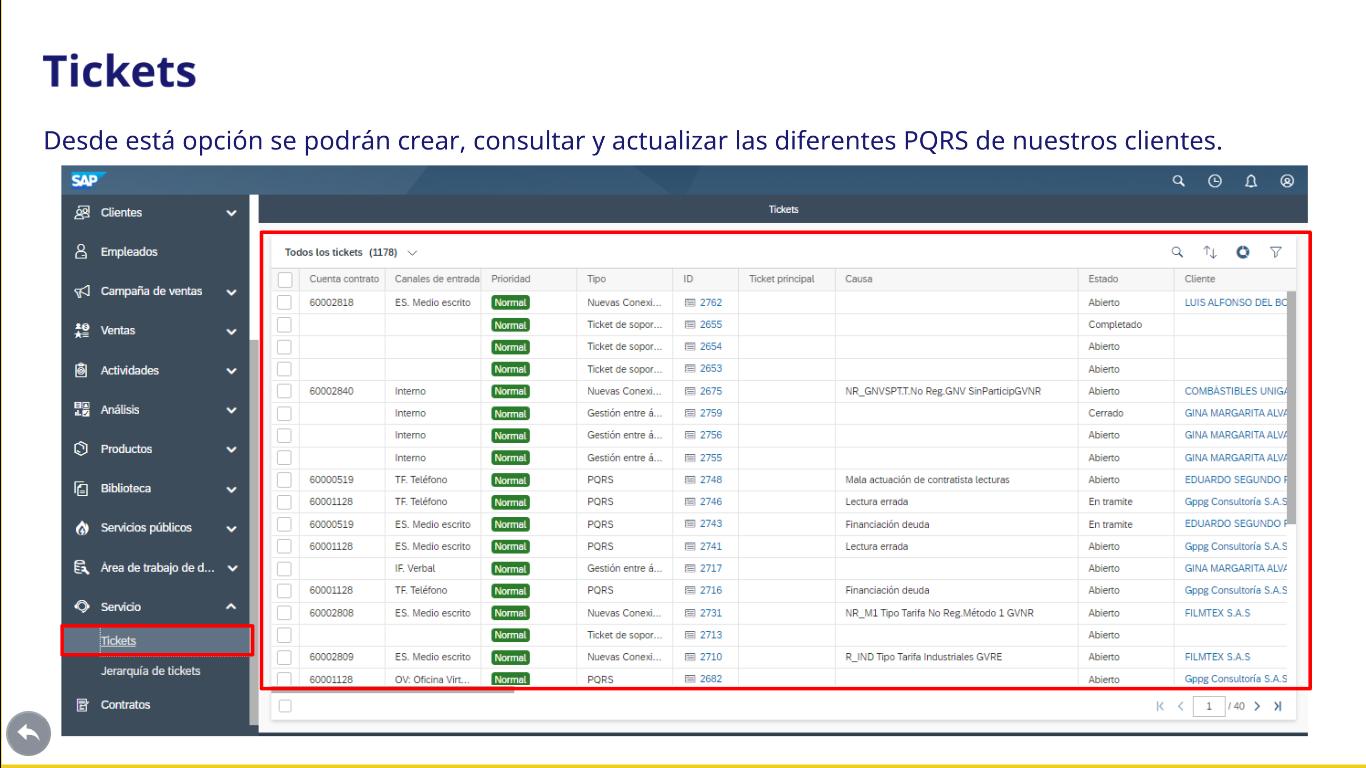 Tickets
Desde está opción se podrán crear, consultar y actualizar las diferentes PQRS de nuestros clientes.
SAP
Clientes
Empleados
Campaña de ventas
Ventas
Actividades
Análisis
Productos
Biblioteca
Servicios públicos
Área de trabajo de d...
Servicio
Tickets
Jerarquía de tickets
Contratos
Tickets
Todos los tickets (1178)
Cuenta contrato Canales de entrada Prioridad Tipo ID Ticket principal Causa Estado Cliente
60002818 ES. Medio escrito Normal Nuevas Conexi... 2762 Abierto LUIS ALFONSO DEL BO
Normal Ticket de sopor... 2655 Completado
Normal Ticket de sopor... 2654 Abierto
Normal Ticket de sopor... 2653 Abierto
60002840 Interno Normal Nuevas Conexi... 2675 NR_GNVSPT.T.No Reg.GNV SinParticipGVNR Abierto COMBASTIBLES UNIGA
Interno Normal Gestión entre á... 2759 Cerrado GINA MARGARITA ALVA
Interno Normal Gestión entre á... 2756 Abierto GINA MARGARITA ALVA
Interno Normal Gestión entre á... 2755 Abierto GINA MARGARITA ALVA
60000519 TF. Teléfono Normal PQRS 2748 Mala actuación de contratista lecturas Abierto EDUARDO SEGUNDO F
60001128 TF. Teléfono Normal PQRS 2746 Lectura errada En tramite Gppg Consultoría S.A.S
60000519 ES. Medio escrito Normal PQRS 2743 Financiación deuda En tramite EDUARDO SEGUNDO F
60001128 ES. Medio escrito Normal PQRS 2741 Lectura errada Abierto Gppg Consultoría S.A.S
IF. Verbal Normal Gestión entre á... 2717 Abierto GINA MARGARITA ALVA
60001128 TF. Teléfono Normal PQRS 2716 Financiación deuda Abierto Gppg Consultoría S.A.S
60002808 ES. Medio escrito Normal Nuevas Conexi... 2731 NR_M1 Tipo Tarifa No Reg.Método 1 GVNR Abierto FILMTEX S.A.S
Normal Ticket de sopor... 2713 Abierto
60002809 ES. Medio escrito Normal Nuevas Conexi... 2710 R_IND Tipo Tarifa Industriales GVRE Abierto FILMTEX S.A.S
60001128 OV: Oficina Virt... Normal PQRS 2682 Abierto Gppg Consultoría S.A.S
1 / 40